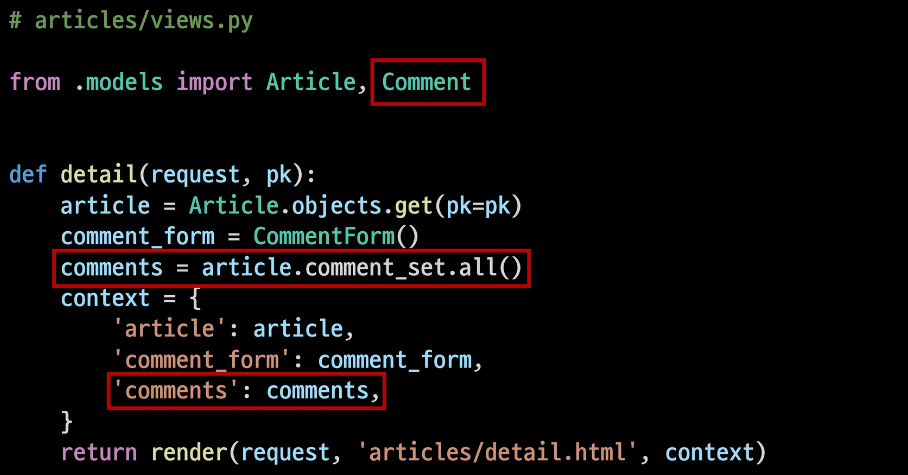 # articles/views.py
from .models import Article, Comment
def detail(request, pk):
    article = Article.objects.get(pk=pk)
    comment_form = CommentForm()
    comments = article.comment_set.all()
    context = {
        'article': article,
        'comment_form': comment_form,
        'comments': comments,
    }
    return render(request, 'articles/detail.html', context)